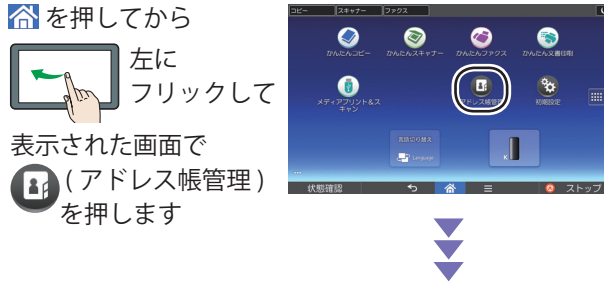 を押してから
左に
フリックして
表示された画面で
(アドレス帳管理)
を押します
コピー スキャナー ファクス
かんたんコピー かんたんスキャナー かんたんファクス かんたん文書印刷
メディアプリント&ス
キャン
アドレス帳管理 初期設定
言語切り替え
Language
K
状態確認 ストップ